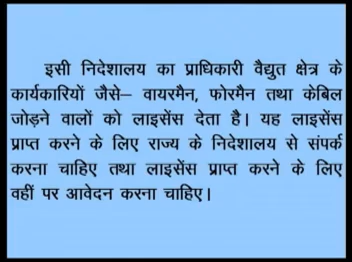 इसी निदेशालय का प्राधिकारी वैद्युत क्षेत्र के
कार्यकारियों जैसे– वायरमैन, फोरमैन तथा केबिल
जोड़ने वालों को लाइसेंस देता है। यह लाइसेंस
प्राप्त करने के लिए राज्य के निदेशालय से संपर्क
करना चाहिए तथा लाइसेंस प्राप्त करने के लिए
वहीं पर आवेदन करना चाहिए।